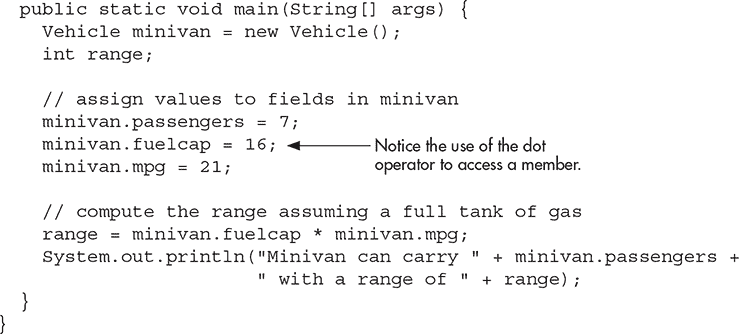 public static void main(String[] args) {
Vehicle minivan = new Vehicle();
int range;
// assign values to fields in minivan
minivan.passengers = 7;
minivan.fuelcap = 16;
minivan.mpg = 21;
Notice the use of the dot
operator to access a member.
// compute the range assuming a full tank of gas
range = minivan.fuelcap * minivan.mpg;
System.out.println("Minivan can carry " + minivan.passengers +
" with a range of " + range);
}
}